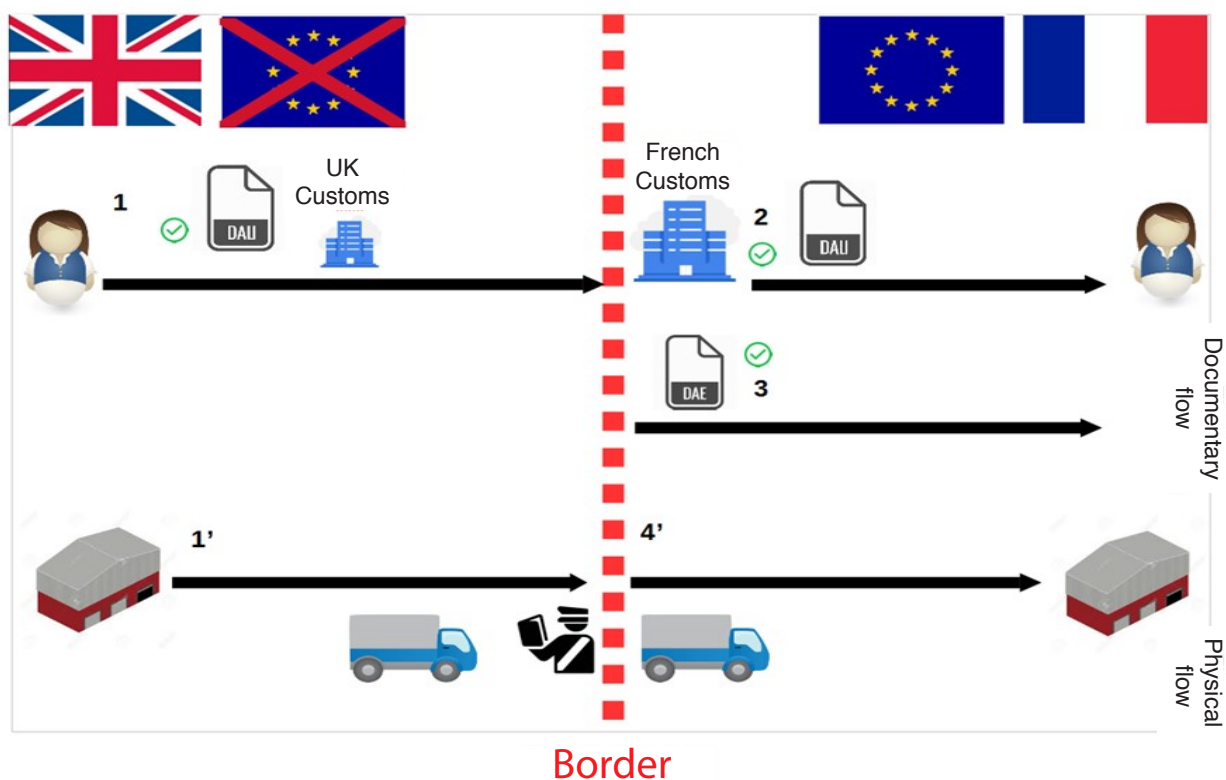 1
DAU
UK
Customs
French
Customs
2
DAU
DAE
3
Documentary
flow
1’
4’
Physical
flow
Border